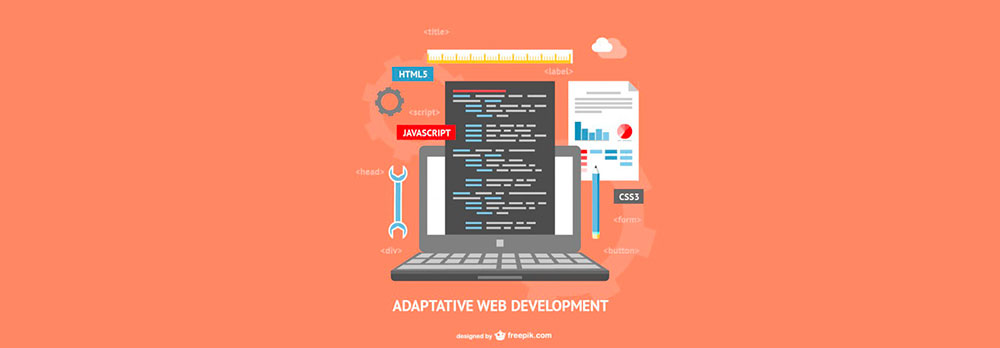 <title>
HTML5
<label>
<script>
JAVASCRIPT
<head>
CSS3
<form>
<div>
<button>
ADAPTATIVE WEB DEVELOPMENT
designed by freepik.com